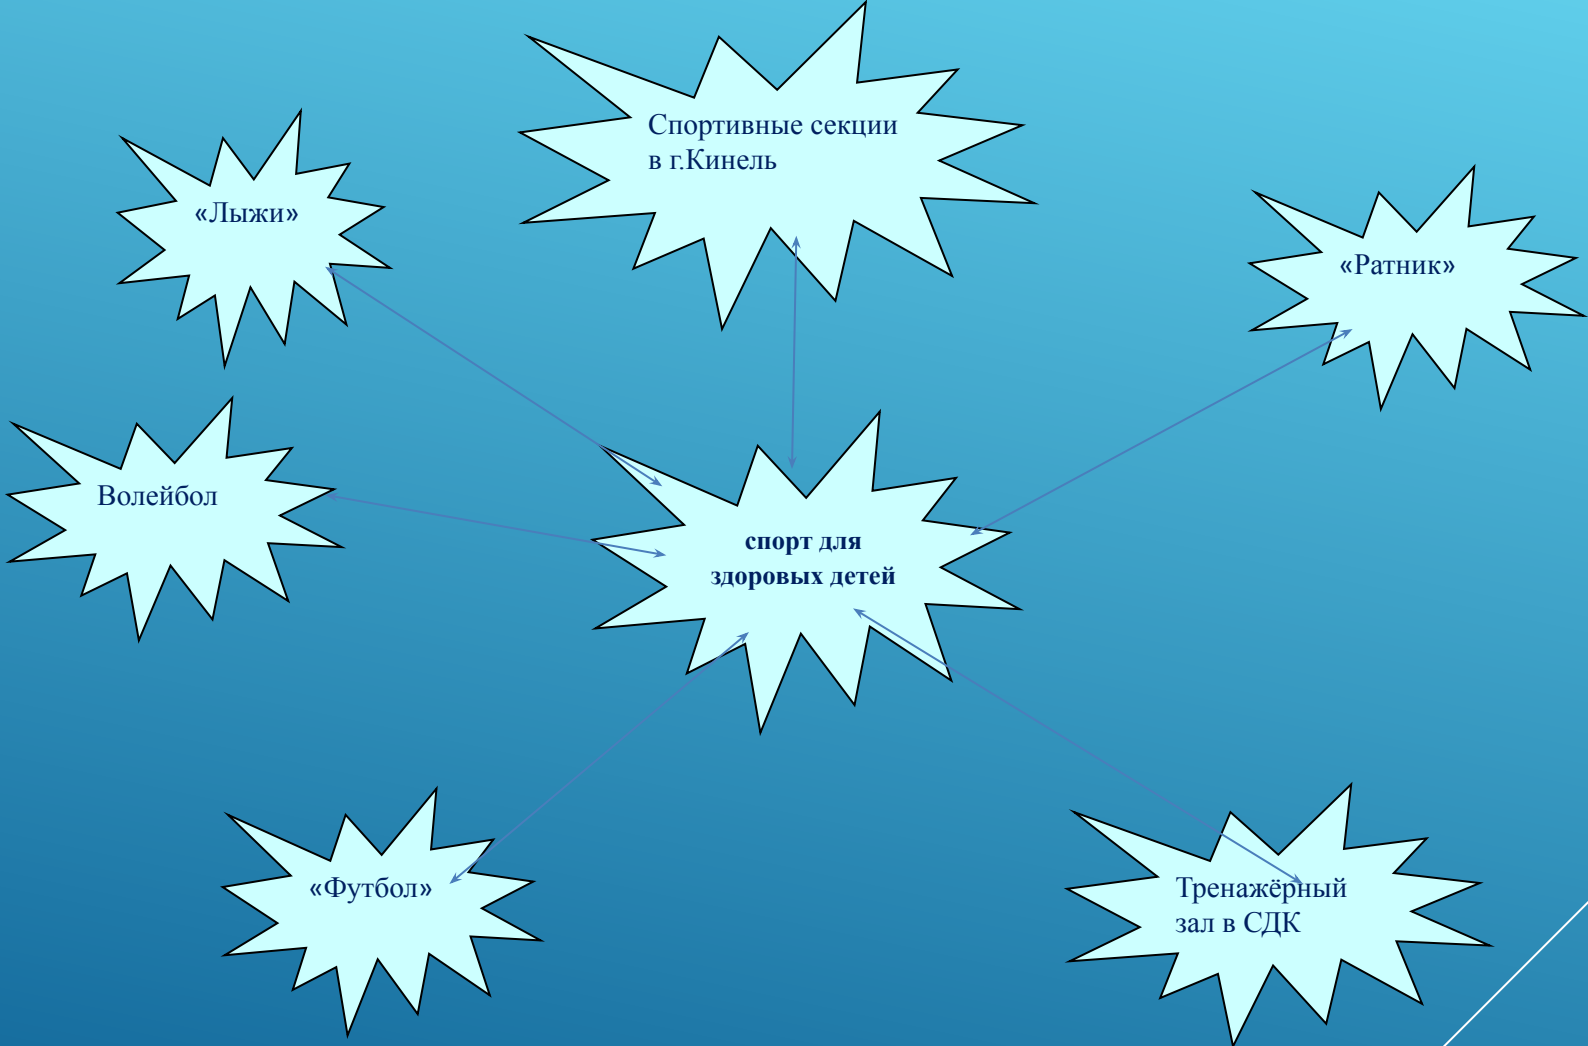 Спортивные секции
в г.Кинель
«Лыжи»
«Ратник»
Волейбол
спорт для
здоровых детей
«Футбол»
Тренажёрный
зал в СДК